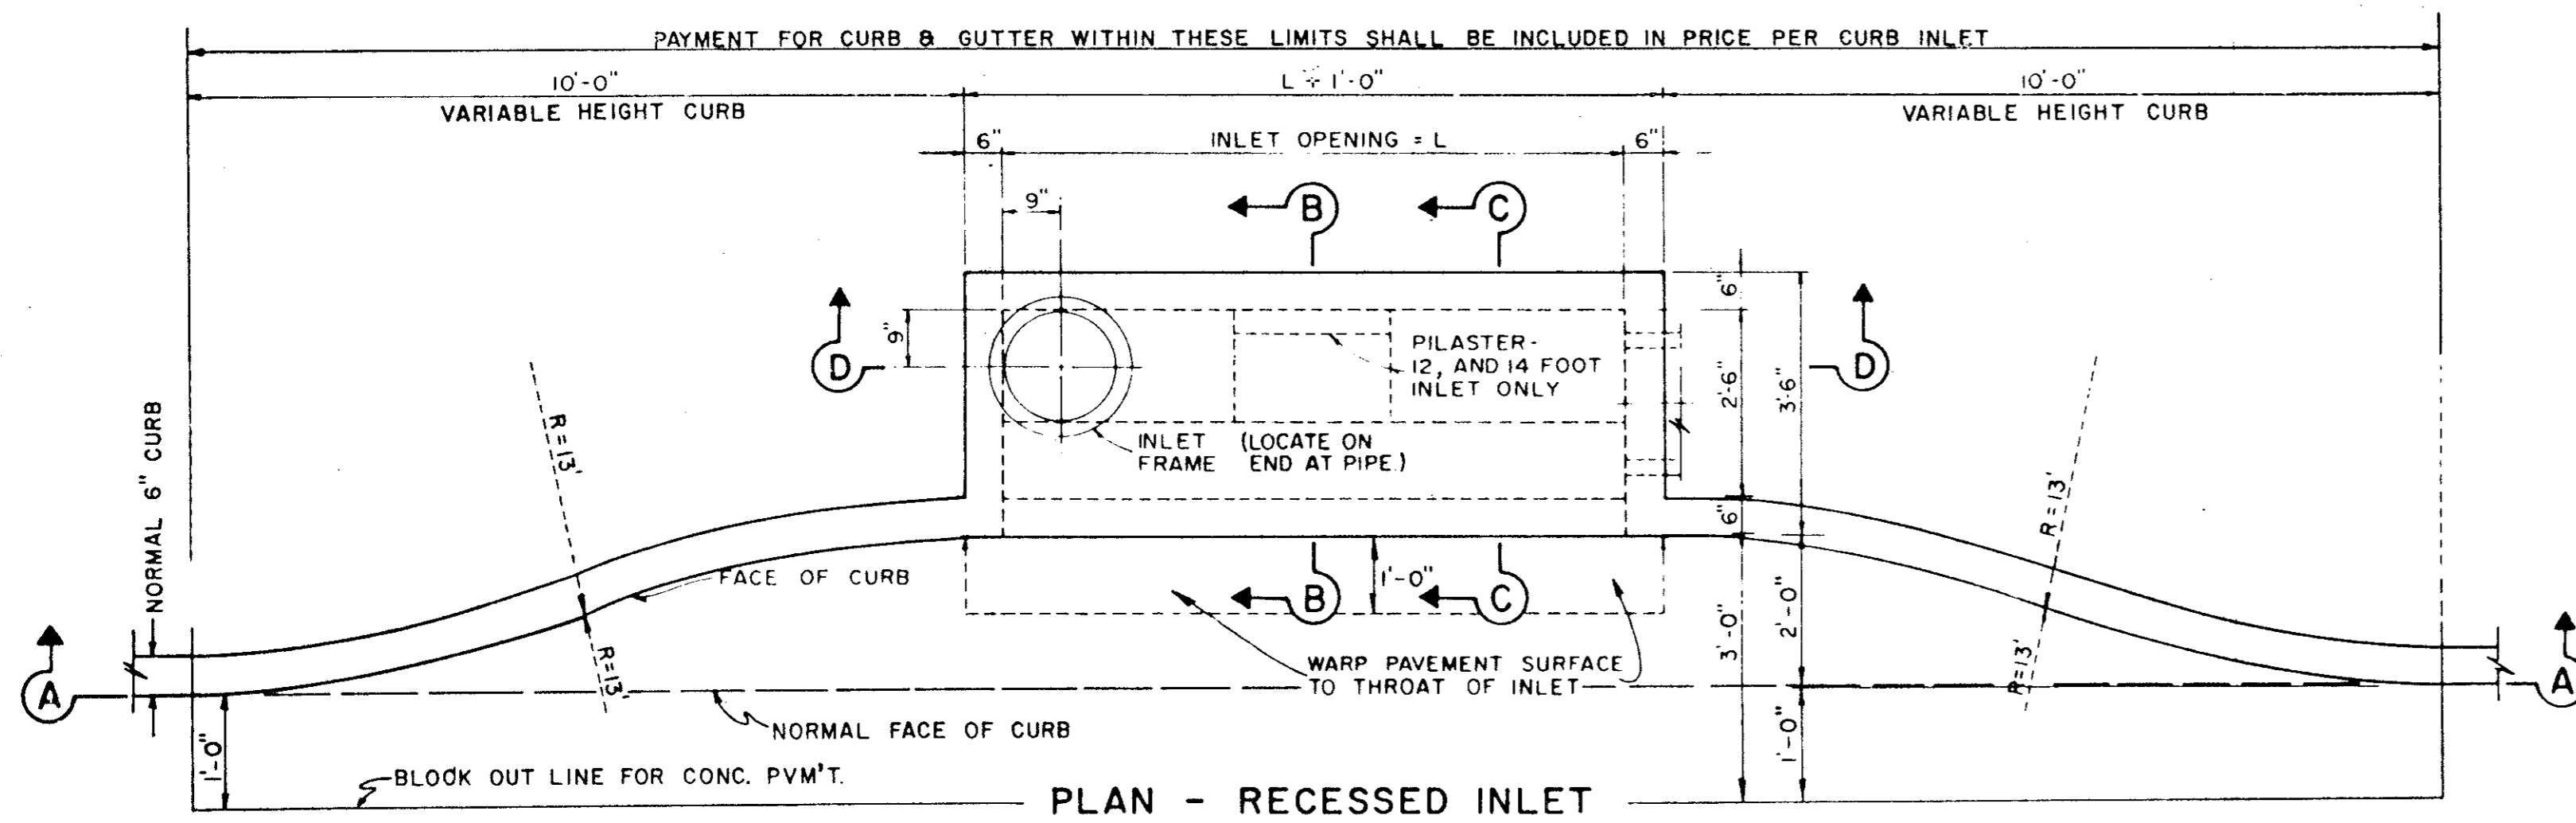 PAYMENT FOR CURB & GUTTER WITHIN THESE LIMITS SHALL BE INCLUDED IN PRICE PER CURB INLET
10'-0"
L + 1'-0"
10'-0"
VARIABLE HEIGHT CURB
VARIABLE HEIGHT CURB
6"
INLET OPENING = L
6"
9"
B
C
6"
D
9"
PILASTER-
12, AND 14 FOOT
INLET ONLY
2'-6"
3'-6"
D
NORMAL 6" CURB
R=13'
INLET (LOCATE ON
FRAME END AT PIPE.)
R=13'
6"
FACE OF CURB
1'-0"
B
C
2'-0"
3'-0"
R=13'
WARP PAVEMENT SURFACE
TO THROAT OF INLET
R=13'
A
A
NORMAL FACE OF CURB
1'-0"
1'-0"
BLOOK OUT LINE FOR CONC. PVM'T.
PLAN - RECESSED INLET